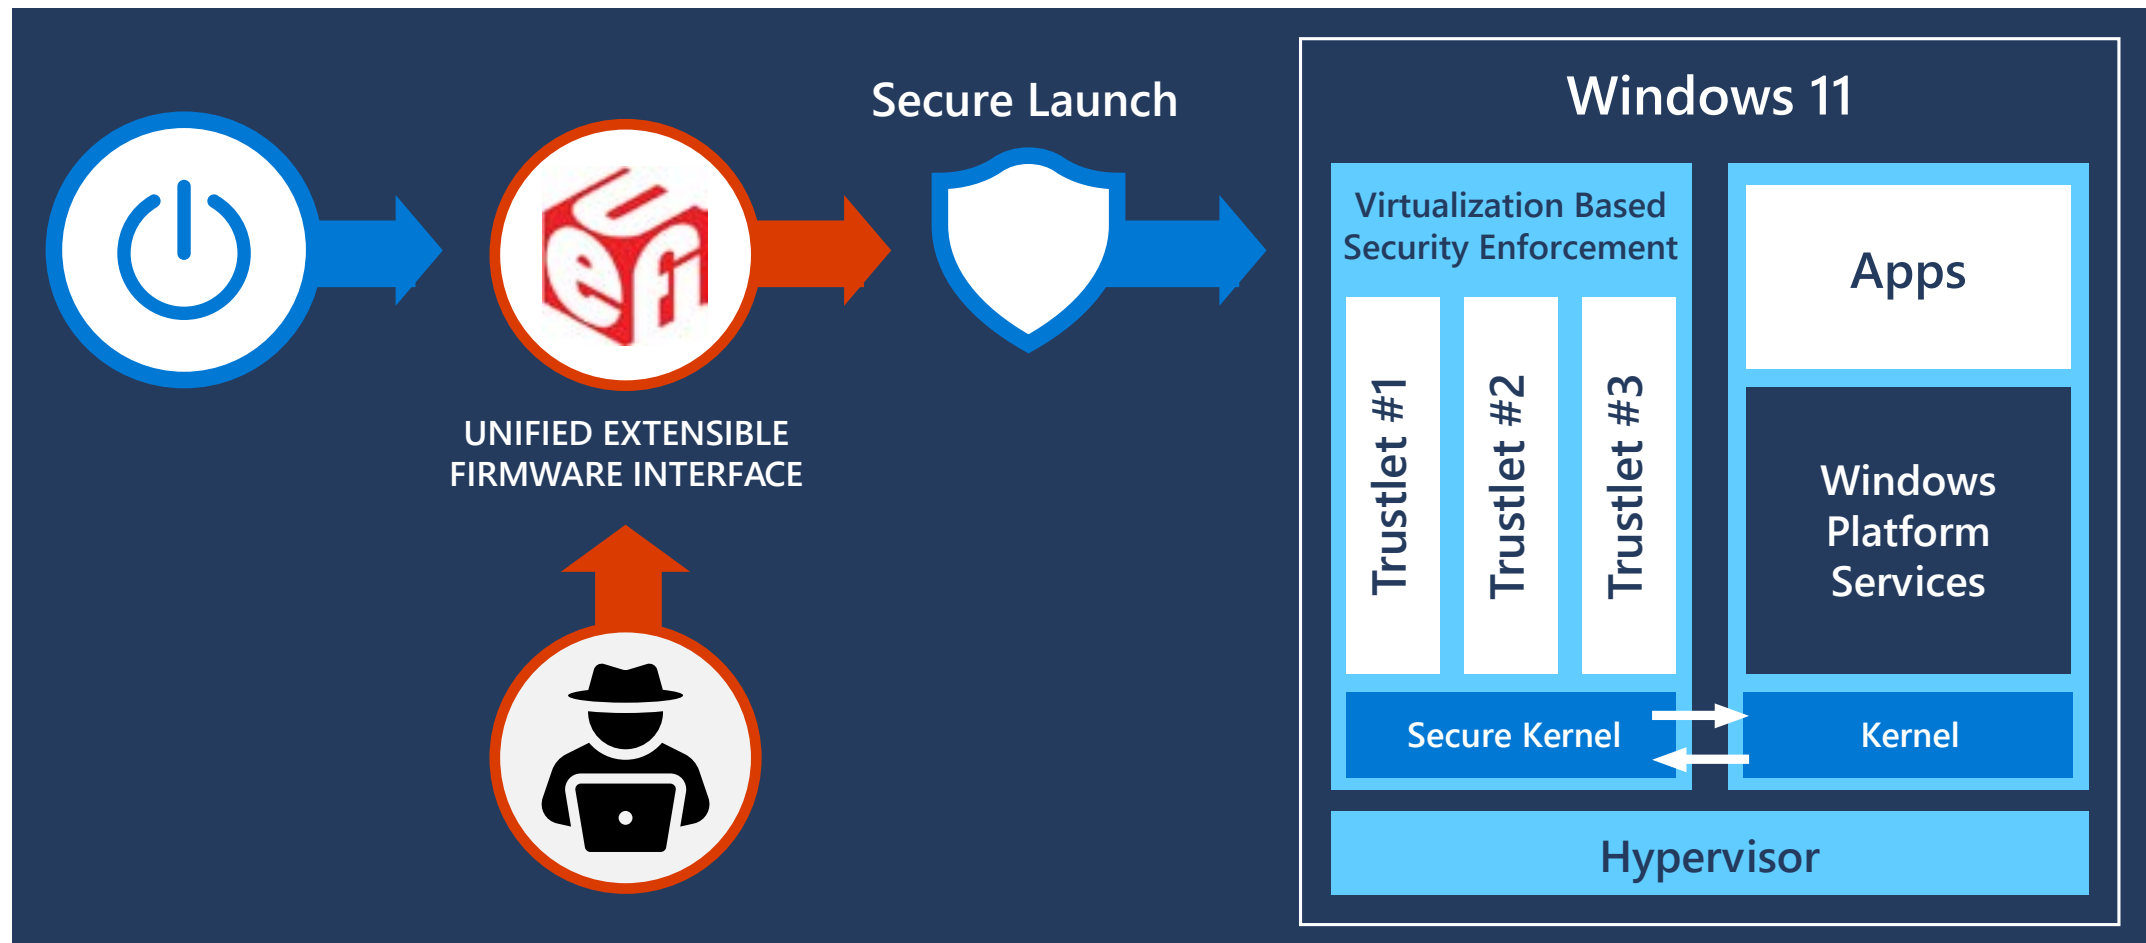 Secure Launch
Windows 11
UEFi
UNIFIED EXTENSIBLE
FIRMWARE INTERFACE
Virtualization Based
Security Enforcement
Trustlet #1
Trustlet #2
Trustlet #3
Secure Kernel
Apps
Windows
Platform
Services
Kernel
Hypervisor